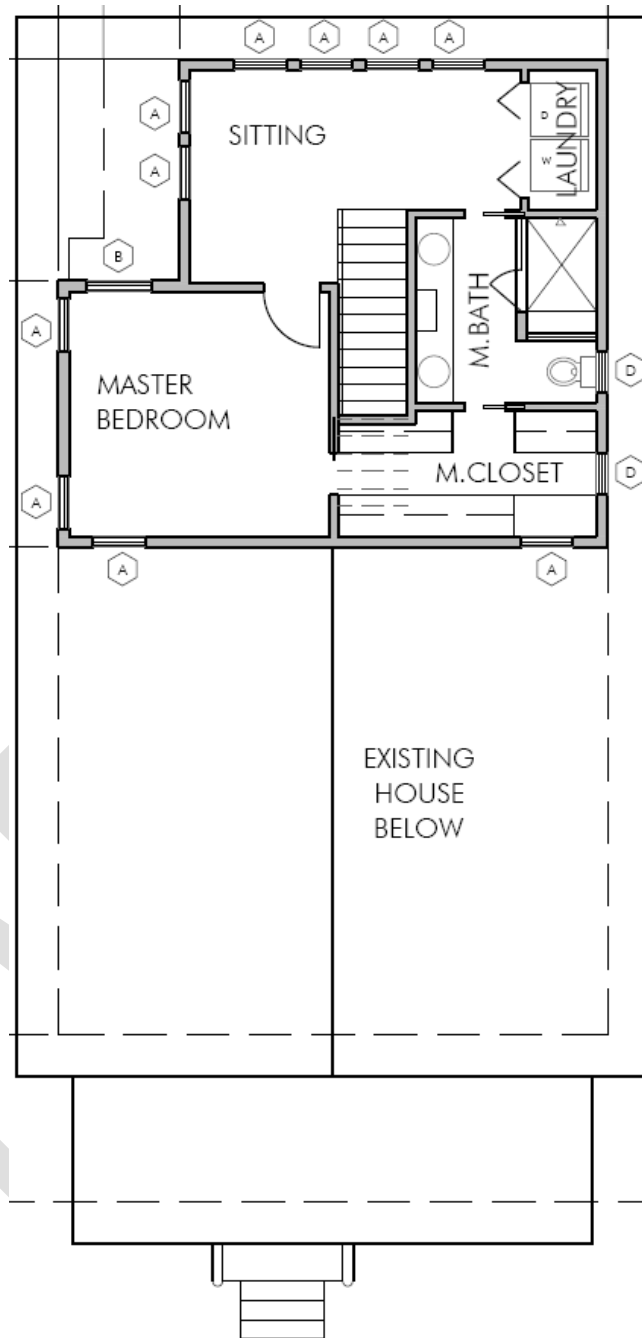 A A A A
A
SITTING
D
W
LAUNDRY
A
B
A
M.BATH
MASTER
BEDROOM
D
M.CLOSET
D
A
A
A
EXISTING
HOUSE
BELOW